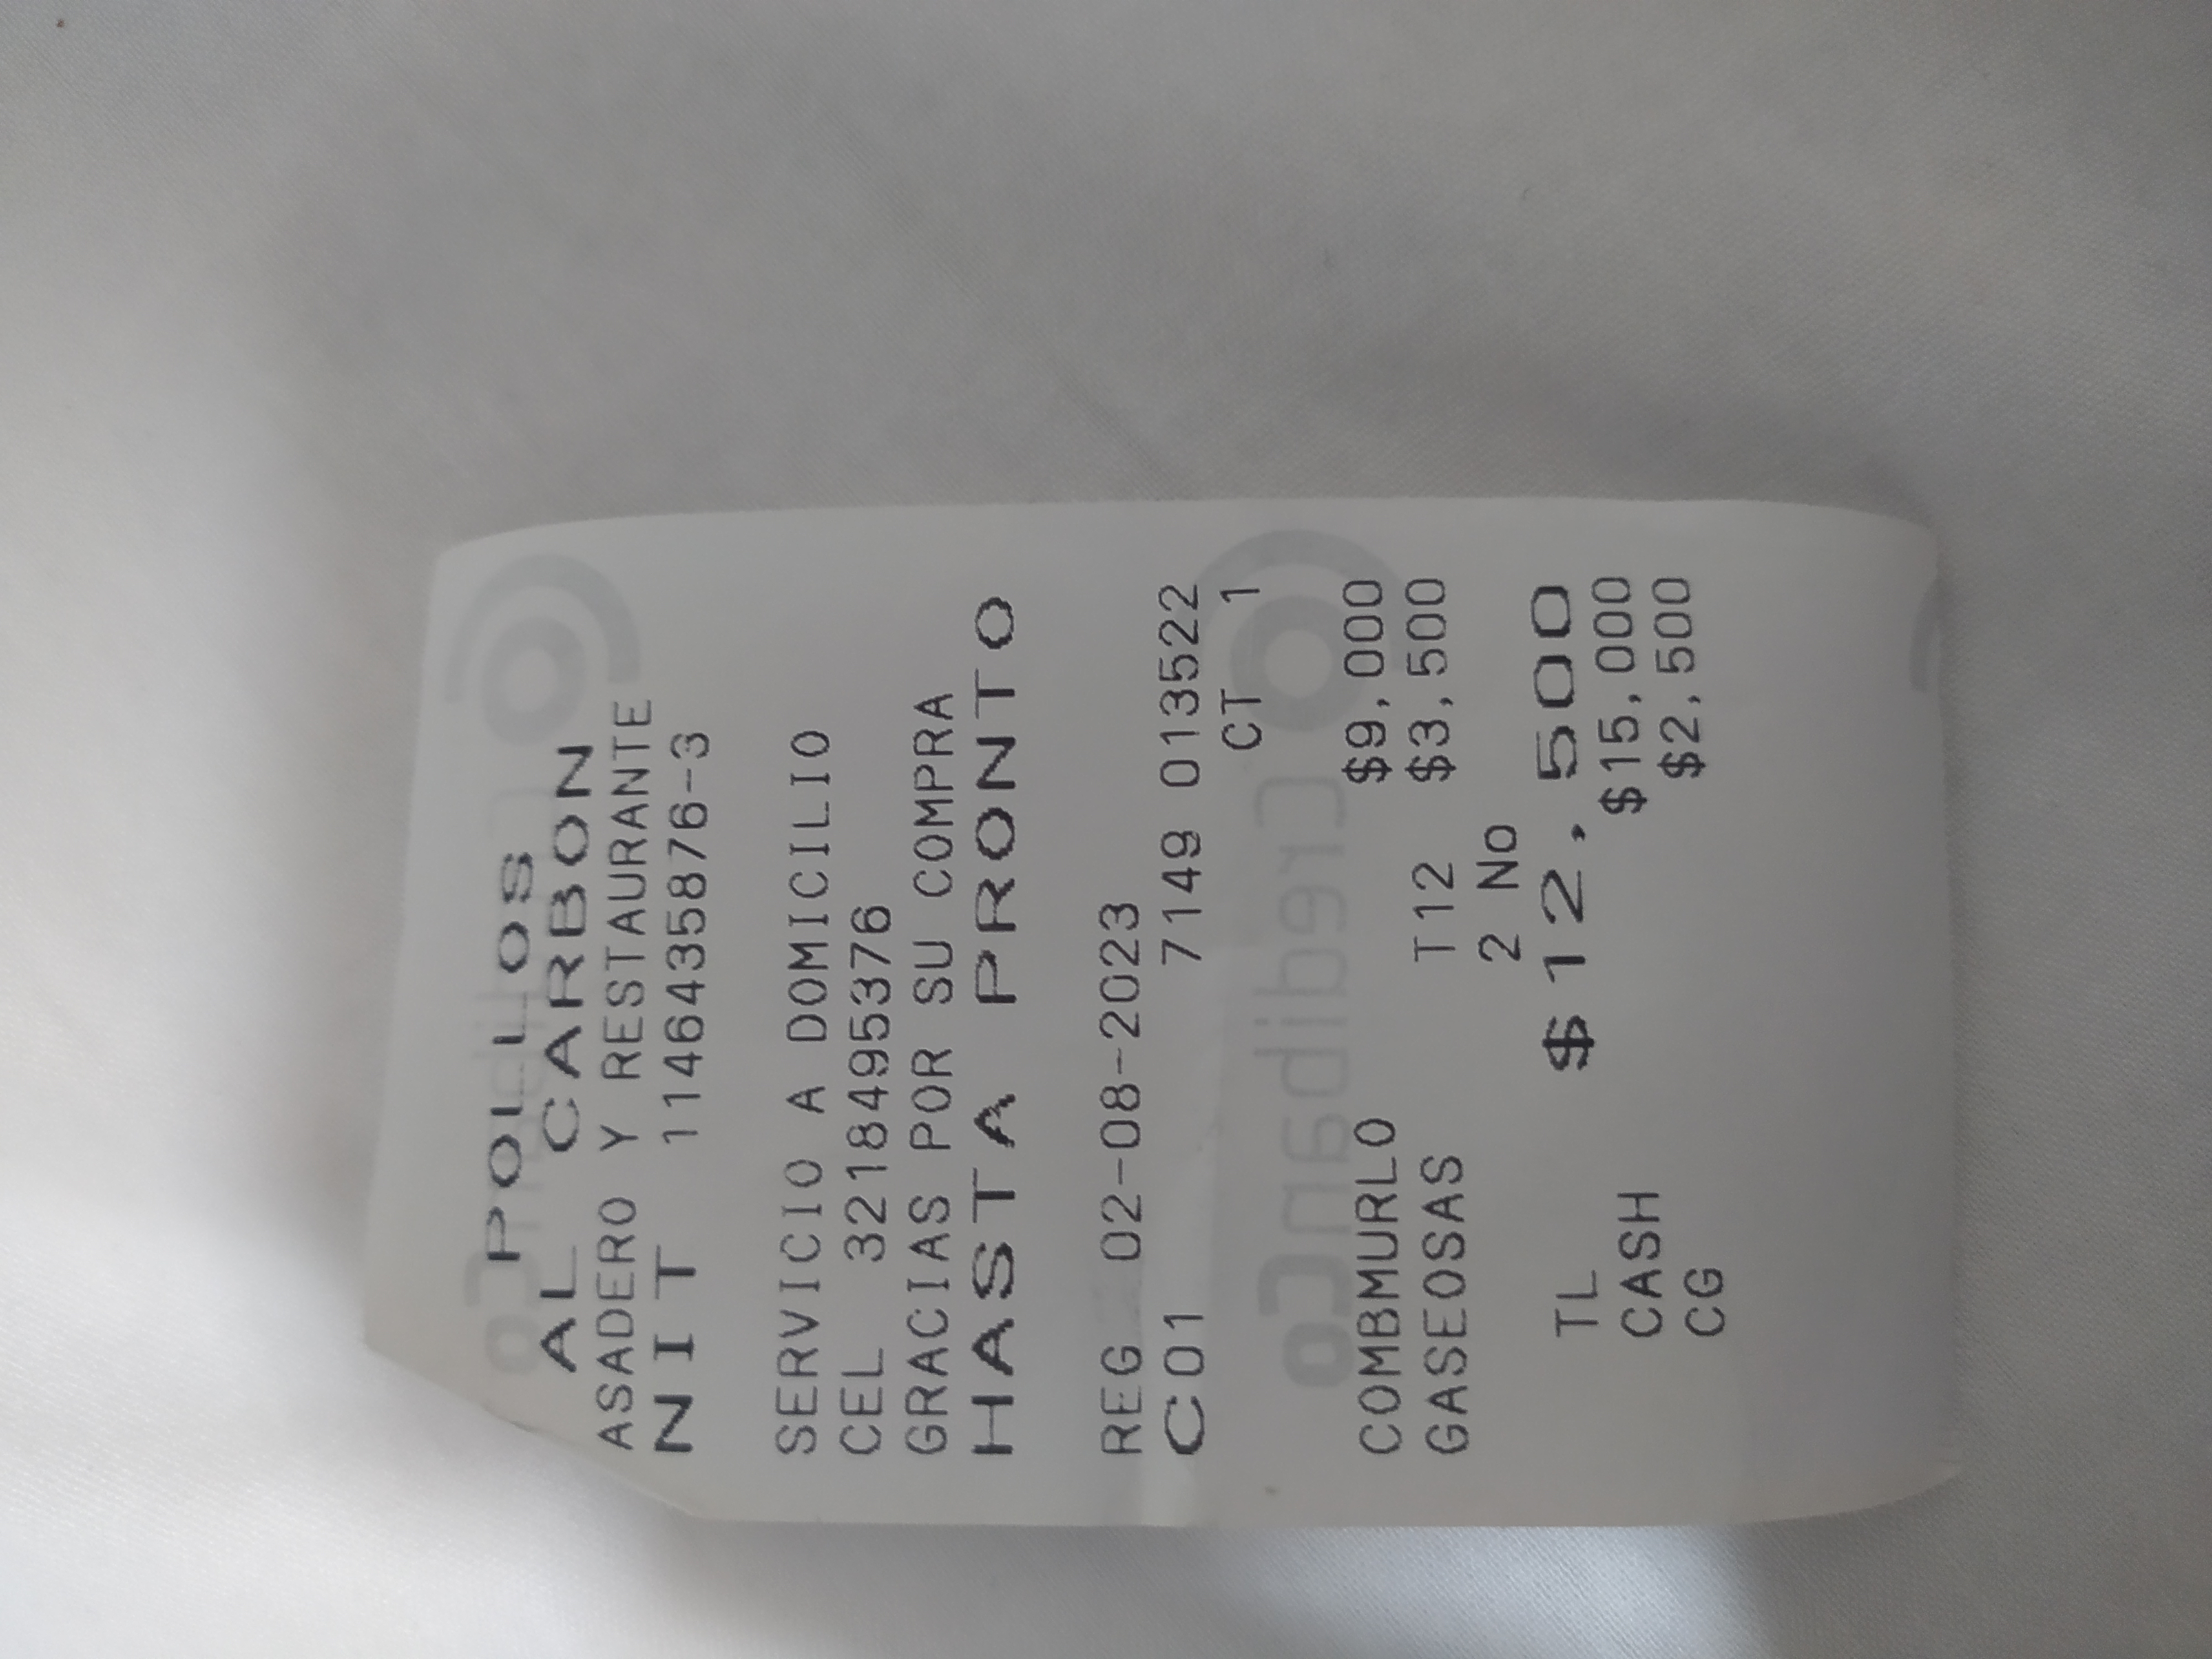 POLLOS
AL CARBON
ASADERO Y RESTAURANTE
NIT 1146435876-3
SERVICIO A DOMICILIO
CEL 3218495376
GRACIAS POR SU COMPRA
HASTA PRONTO
REG 02-08-2023
C01 7149 013522
CT 1
COMBMURLO $9,000
GASEOSAS T12 $3,500
2 No
TL $12,500
CASH $15,000
CG $2,500